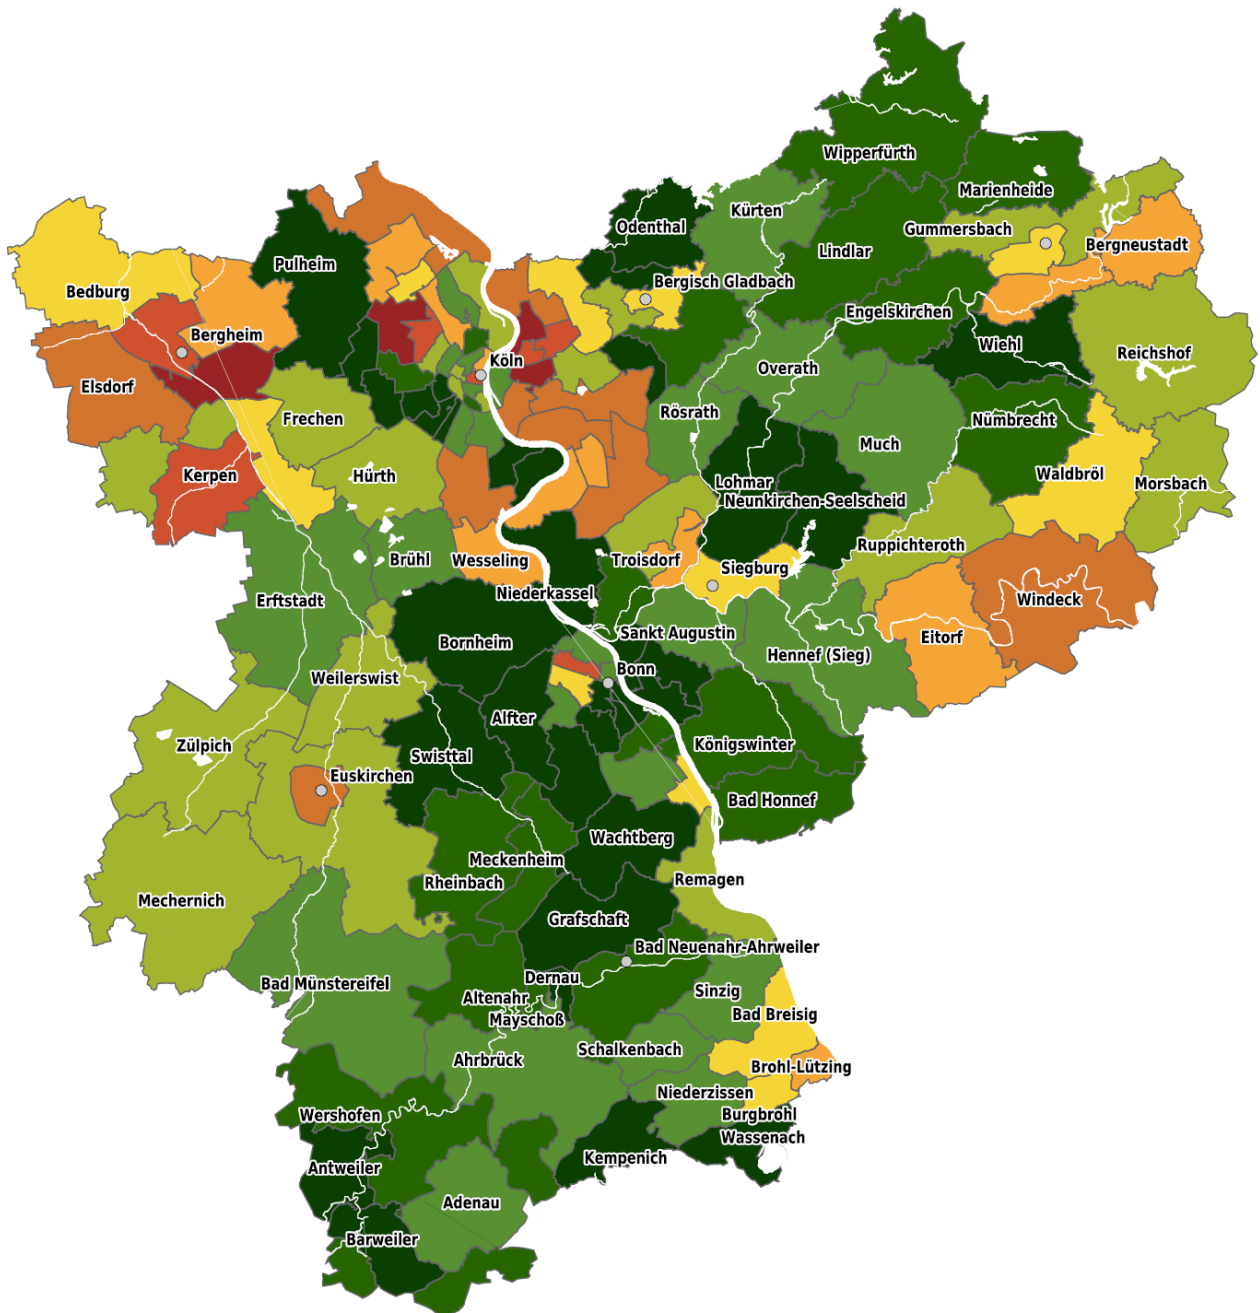 Wipperfürth
Marienheide
Kürten
Odenthal
Gummersbach
Bergneustadt
Lindlar
Pulheim
Bergisch Gladbach
Bedburg
Engelskirchen
Bergheim
Wiehl
Reichshof
Köln
Overath
Elsdorf
Rösrath
Frechen
Nümbrecht
Much
Kerpen
Hürth
Waldbröl
Lohmar
Morsbach
Neunkirchen-Seelscheid
Ruppichteroth
Brühl
Wesseling
Troisdorf
Siegburg
Niederkassel
Erftstadt
Windeck
Sankt Augustin
Eitorf
Bornheim
Hennef (Sieg)
Bonn
Weilerswist
Alfter
Zülpich
Königswinter
Swisttal
Euskirchen
Bad Honnef
Wachtberg
Meckenheim
Remagen
Rheinbach
Mechernich
Grafschaft
Bad Neuenahr-Ahrweiler
Dernau
Bad Münstereifel
Sinzig
Altenahr
Bad Breisig
Mayschoß
Schalkenbach
Ahrbrück
Brohl-Lützing
Niederzissen
Wershofen
Burgbrohl
Wassenach
Kempenich
Antweiler
Adenau
Barweiler